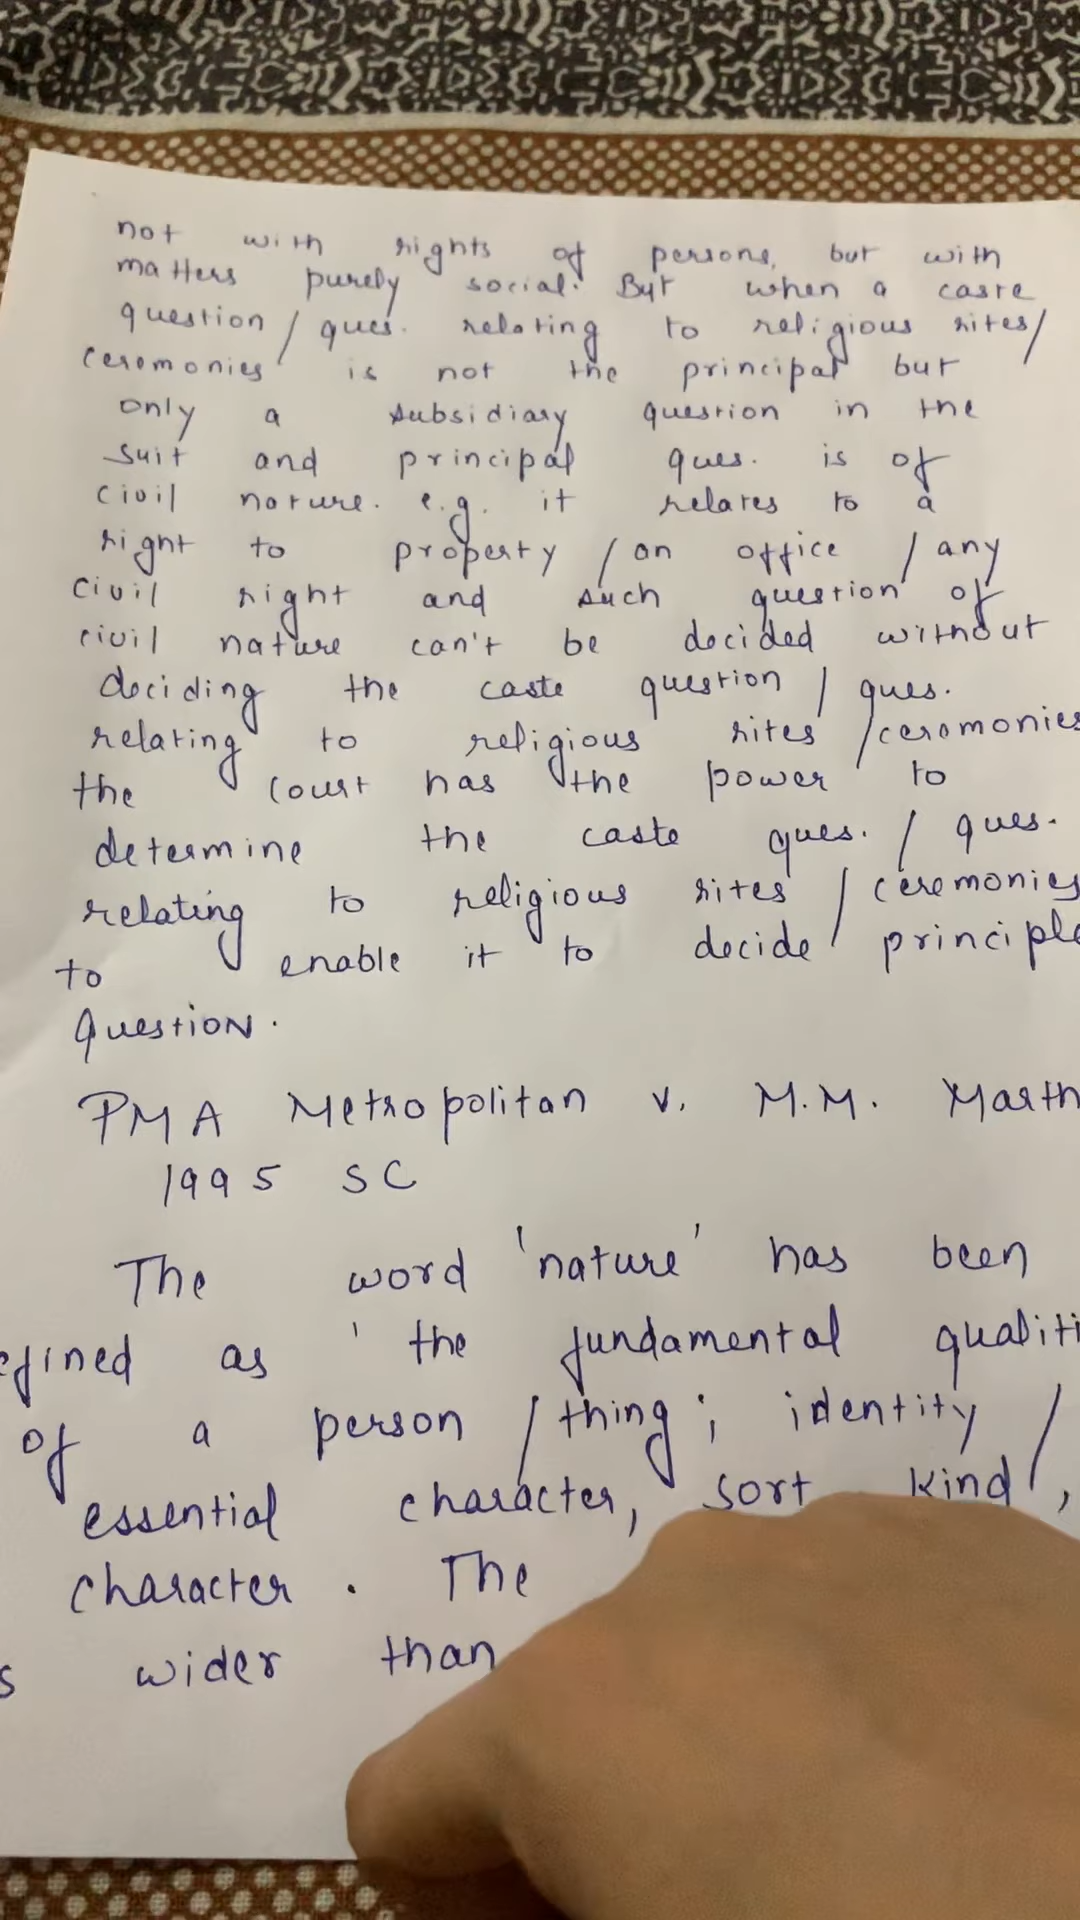 not with rights of persons, but with
matters purely social. But when a caste
question / ques. relating to religious rites/
ceremonies is not the principal but
only a subsidiary question in the
suit and principal ques. is of
civil nature. e.g. it relates to a
right to property / an office / any
civil right and such question of
civil nature can't be decided without
deciding the caste question / ques.
relating to religious rites / ceremonies
the court has the power to
determine the caste ques. / ques.
relating to religious rites / ceremonies
to enable it to decide principle
Question.
PMA Metropolitan v. M.M. Marth
1995 SC
The word 'nature' has been
efined as ' the fundamental qualiti
of a person / thing ; identity /
essential character, sort kind,
character. The
s wider than